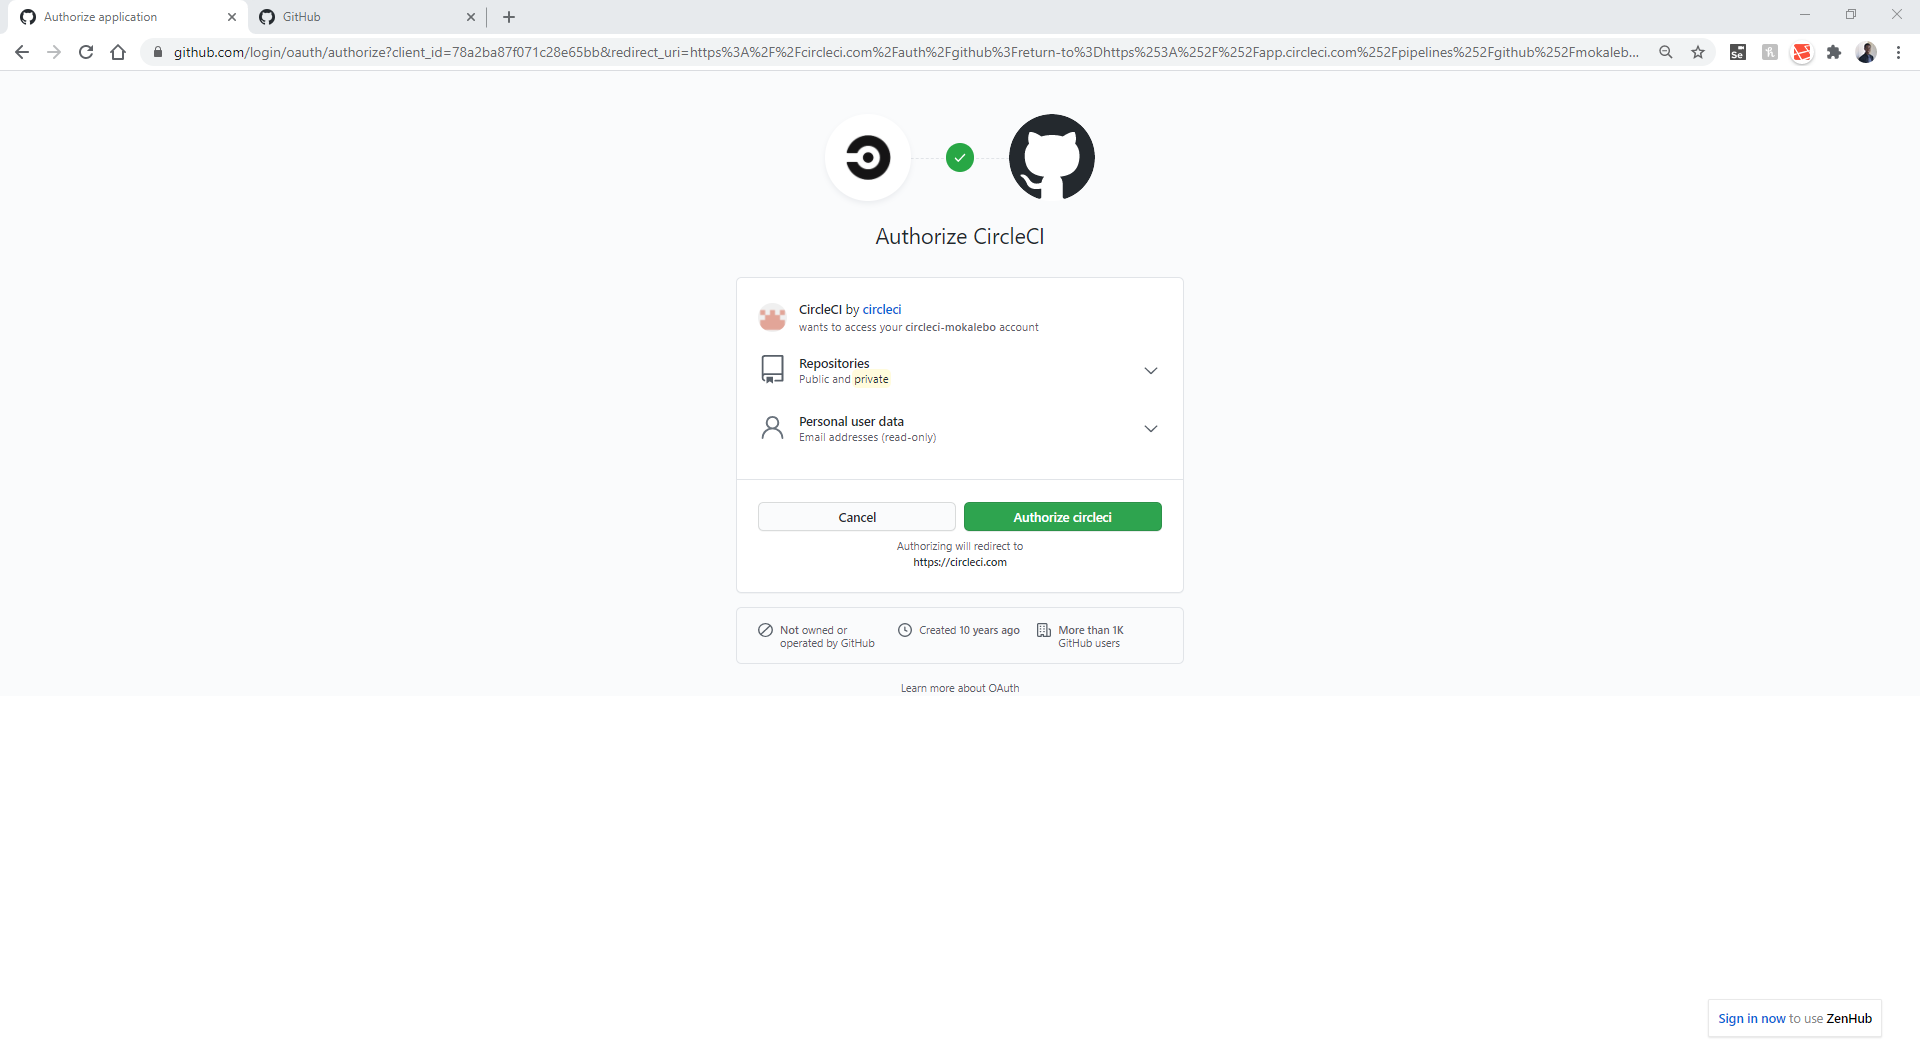 Authorize application
GitHub
github.com/login/oauth/authorize?client_id=78a2ba87f071c28e65bb&redirect_uri=https%3A%2F%2Fcircleci.com%2Fauth%2Fgithub%3Freturn-to%3Dhttps%253A%252F%252Fapp.circleci.com%252Fpipelines%252Fgithub%252Fmokaleb...
Se
Authorize CircleCI
CircleCI by circleci
wants to access your circleci-mokalebo account
Repositories
Public and private
Personal user data
Email addresses (read-only)
Cancel
Authorize circleci
Authorizing will redirect to
https://circleci.com
Not owned or
operated by GitHub
Created 10 years ago
More than 1K
GitHub users
Learn more about OAuth
Sign in now to use ZenHub